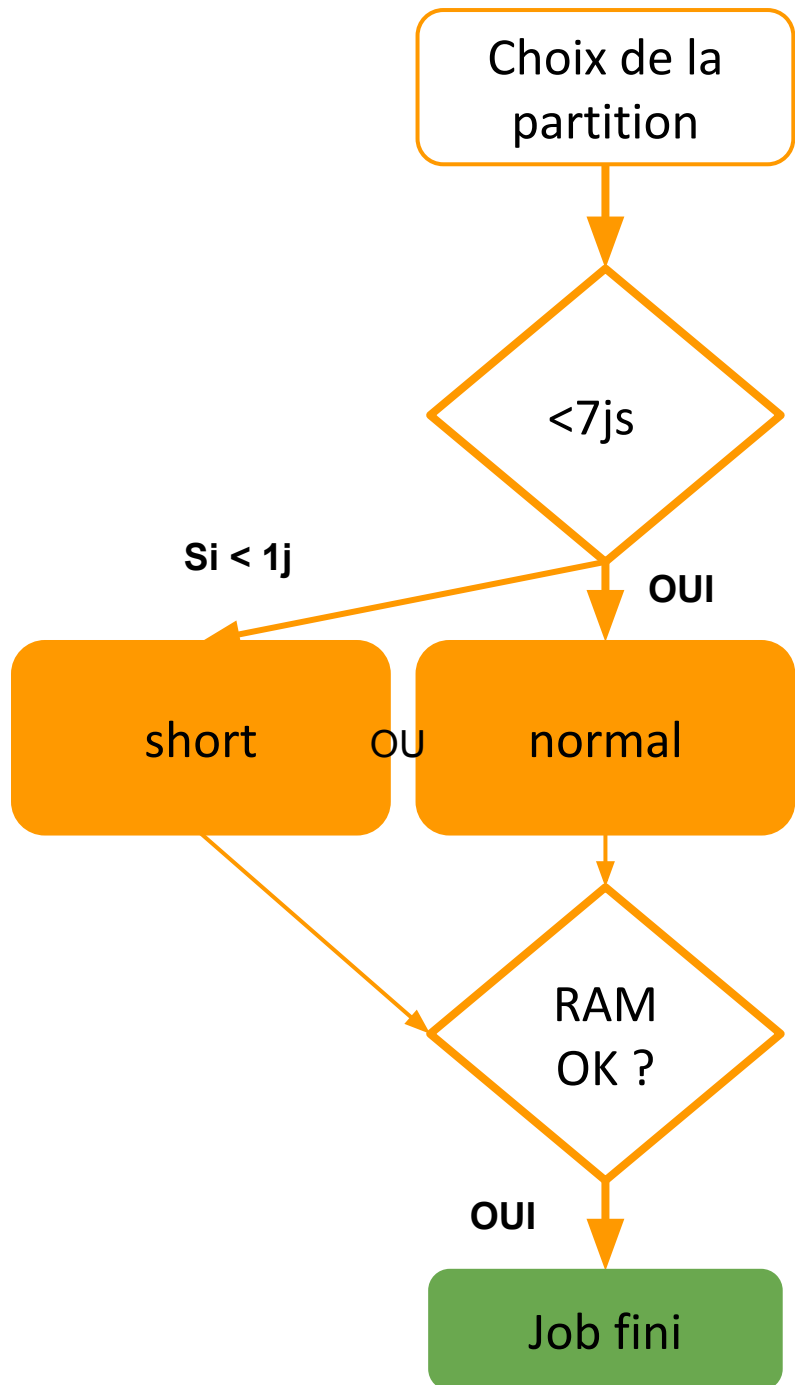 Choix de la
partition
<7js
Si < 1j
OUI
short
OU
normal
RAM
OK ?
OUI
Job fini